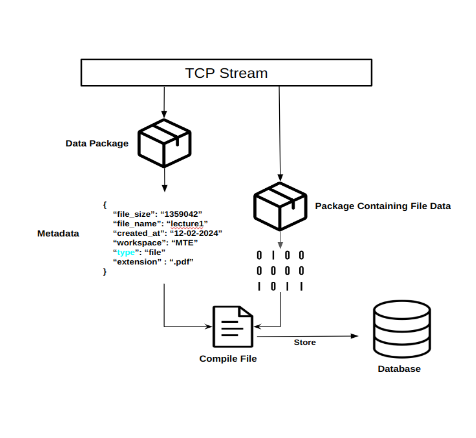 TCP Stream
Data Package
Package Containing File Data
Metadata
{
“file_size”: “1359042”
“file_name”: “lecture1”
“created_at”: “12-02-2024”
“workspace”: “MTE”
“type”: “file”
“extension” : “.pdf”
}
0 1 0 0
0 0 0 0
1 0 1 1
Compile File
Store
Database